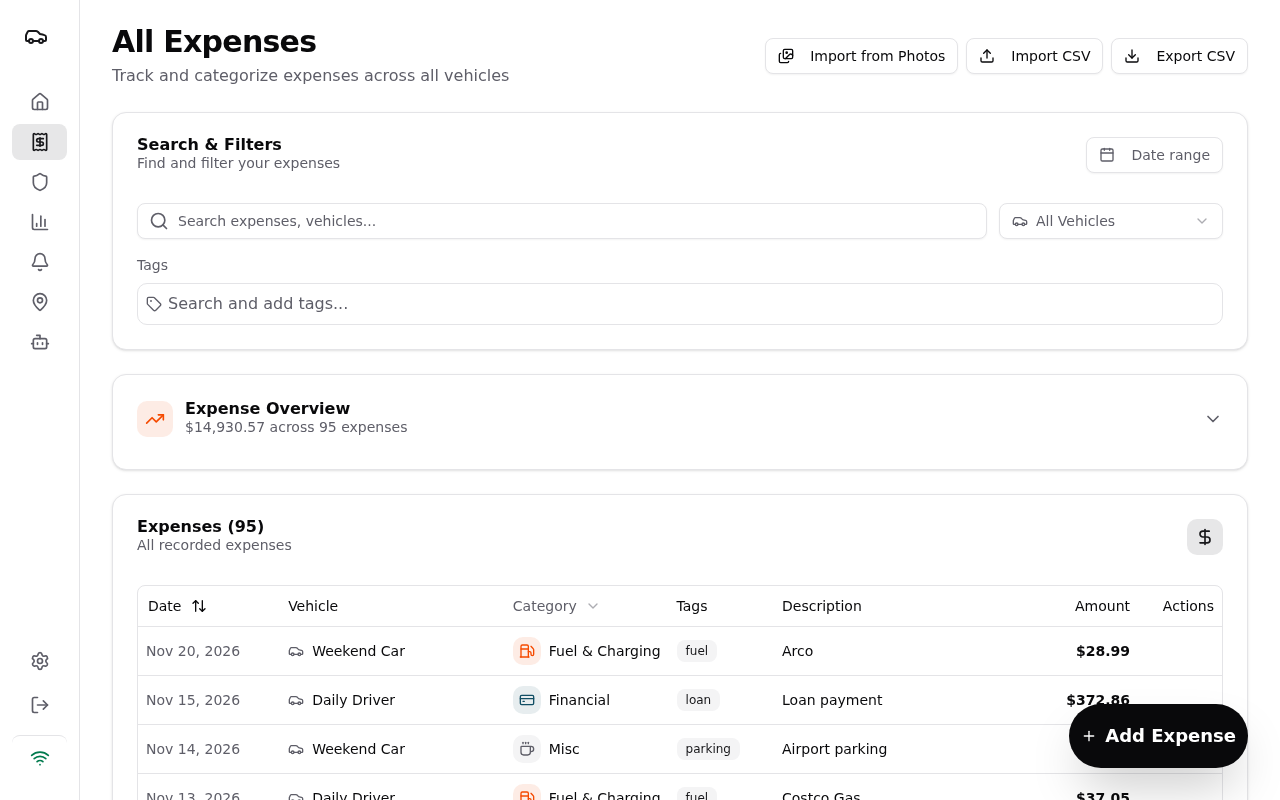 All Expenses
Track and categorize expenses across all vehicles
Import from Photos
Import CSV
Export CSV
Search & Filters
Find and filter your expenses
Date range
Search expenses, vehicles...
All Vehicles
Tags
Search and add tags...
Expense Overview
$14,930.57 across 95 expenses
Expenses (95)
All recorded expenses
Date Vehicle Category Tags Description Amount Actions
Nov 20, 2026 Weekend Car Fuel & Charging fuel Arco $28.99
Nov 15, 2026 Daily Driver Financial loan Loan payment $372.86
Nov 14, 2026 Weekend Car Misc parking Airport parking
Add Expense
Nov 13, 2026 Daily Driver Fuel & Charging fuel Costco Gas $37.05